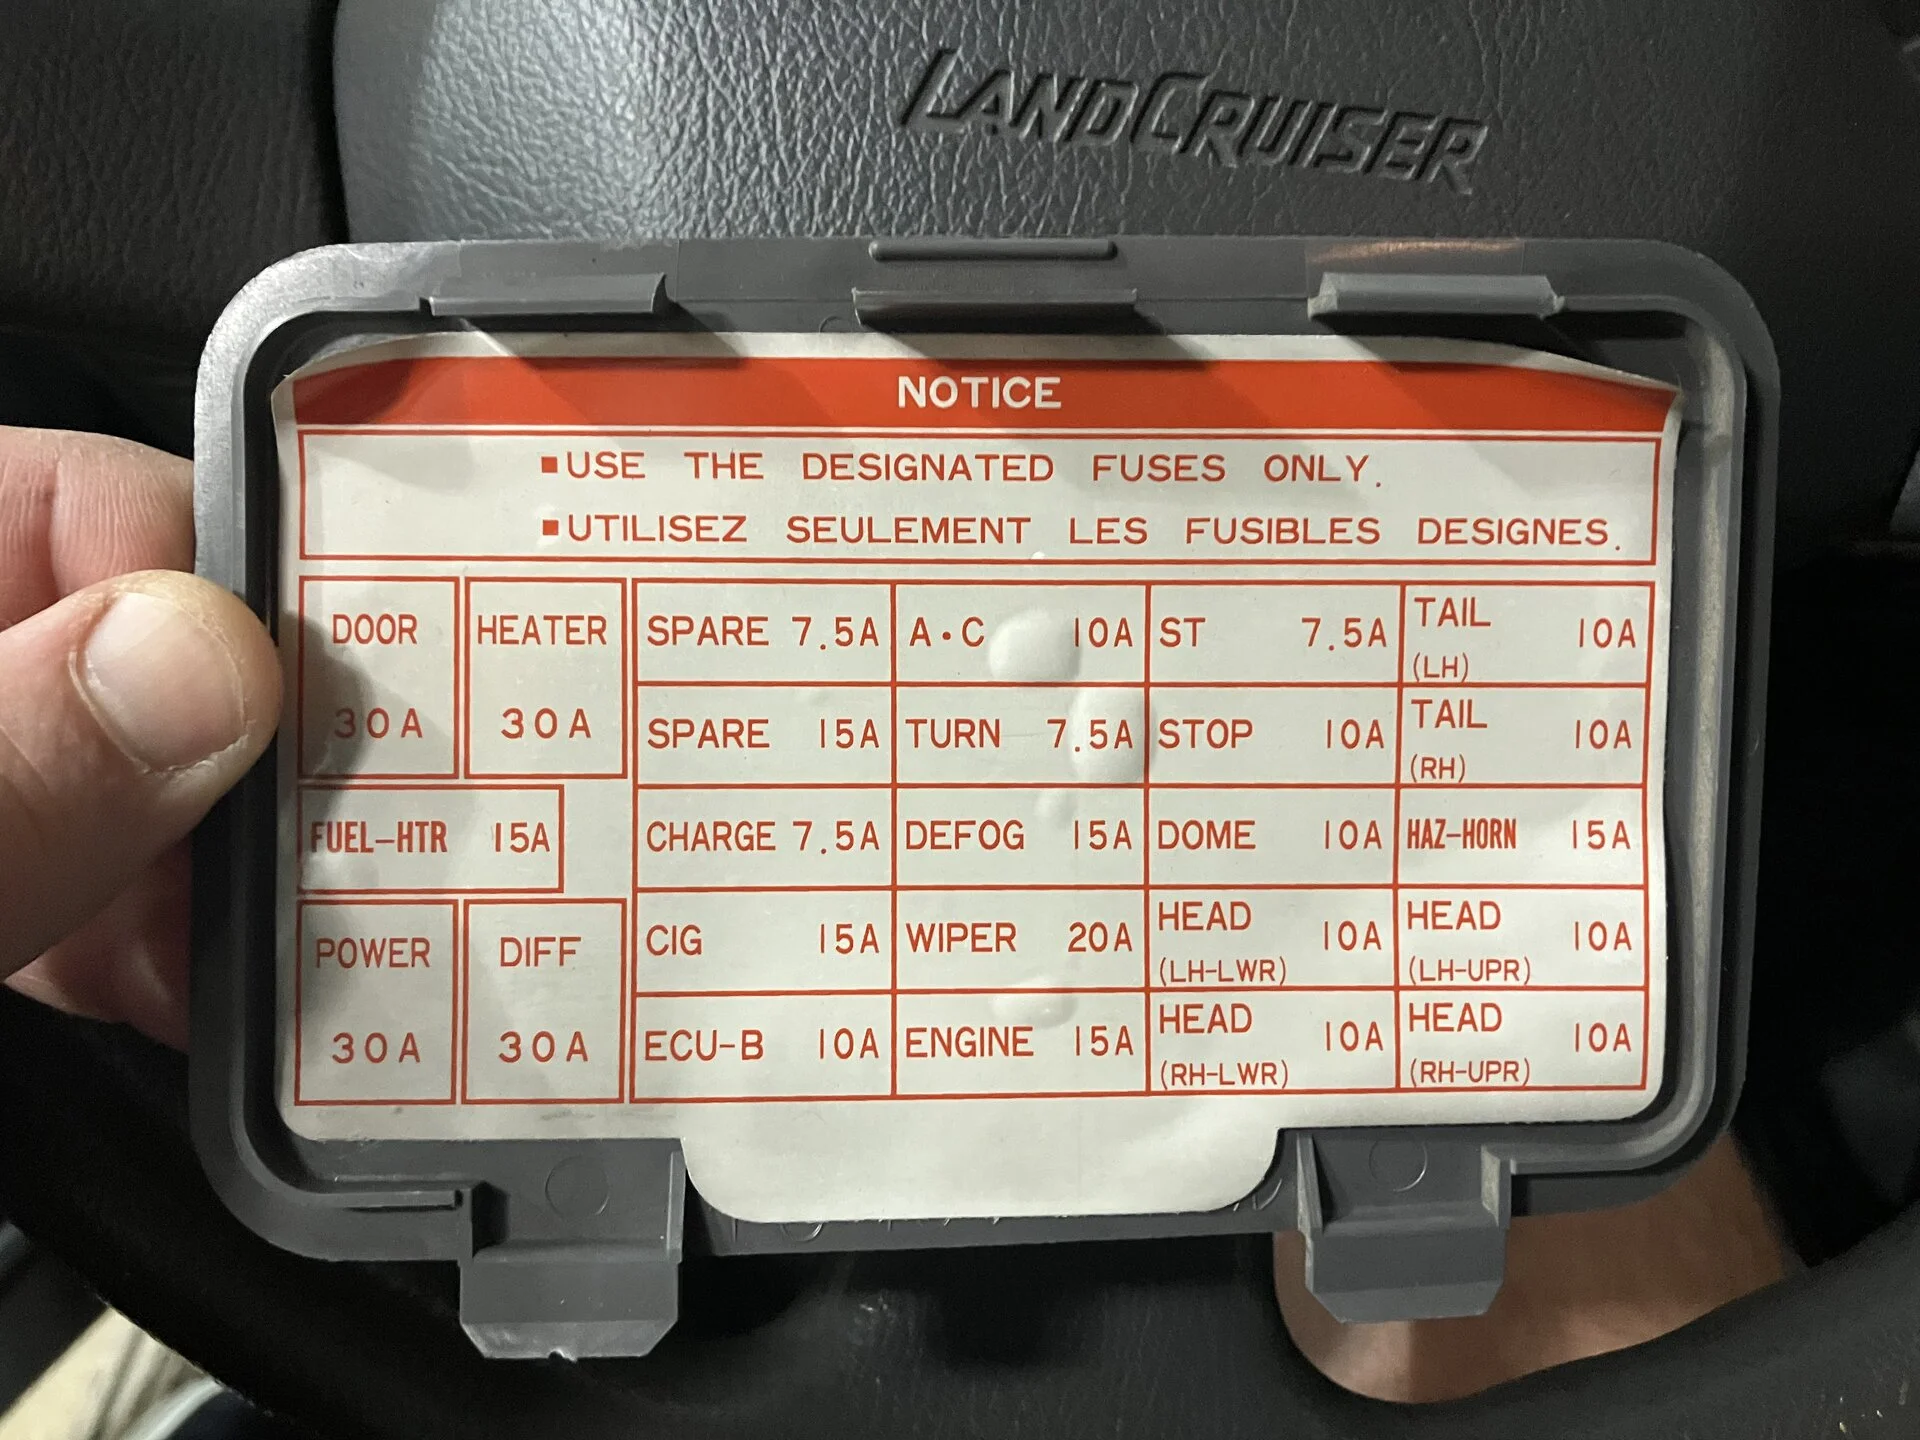 LANDCRUISER
NOTICE
■USE THE DESIGNATED FUSES ONLY.
■UTILISEZ SEULEMENT LES FUSIBLES DESIGNES.
DOOR
30A
HEATER
30A
FUEL-HTR 15A
POWER
30A
DIFF
30A
SPARE 7.5A
SPARE 15A
CHARGE 7.5A
CIG 15A
ECU-B 10A
A·C 10A
TURN 7.5A
DEFOG 15A
WIPER 20A
ENGINE 15A
ST 7.5A
STOP 10A
DOME 10A
HEAD 10A
(LH-LWR)
HEAD 10A
(RH-LWR)
TAIL 10A
(LH)
TAIL 10A
(RH)
HAZ-HORN 15A
HEAD 10A
(LH-UPR)
HEAD 10A
(RH-UPR)